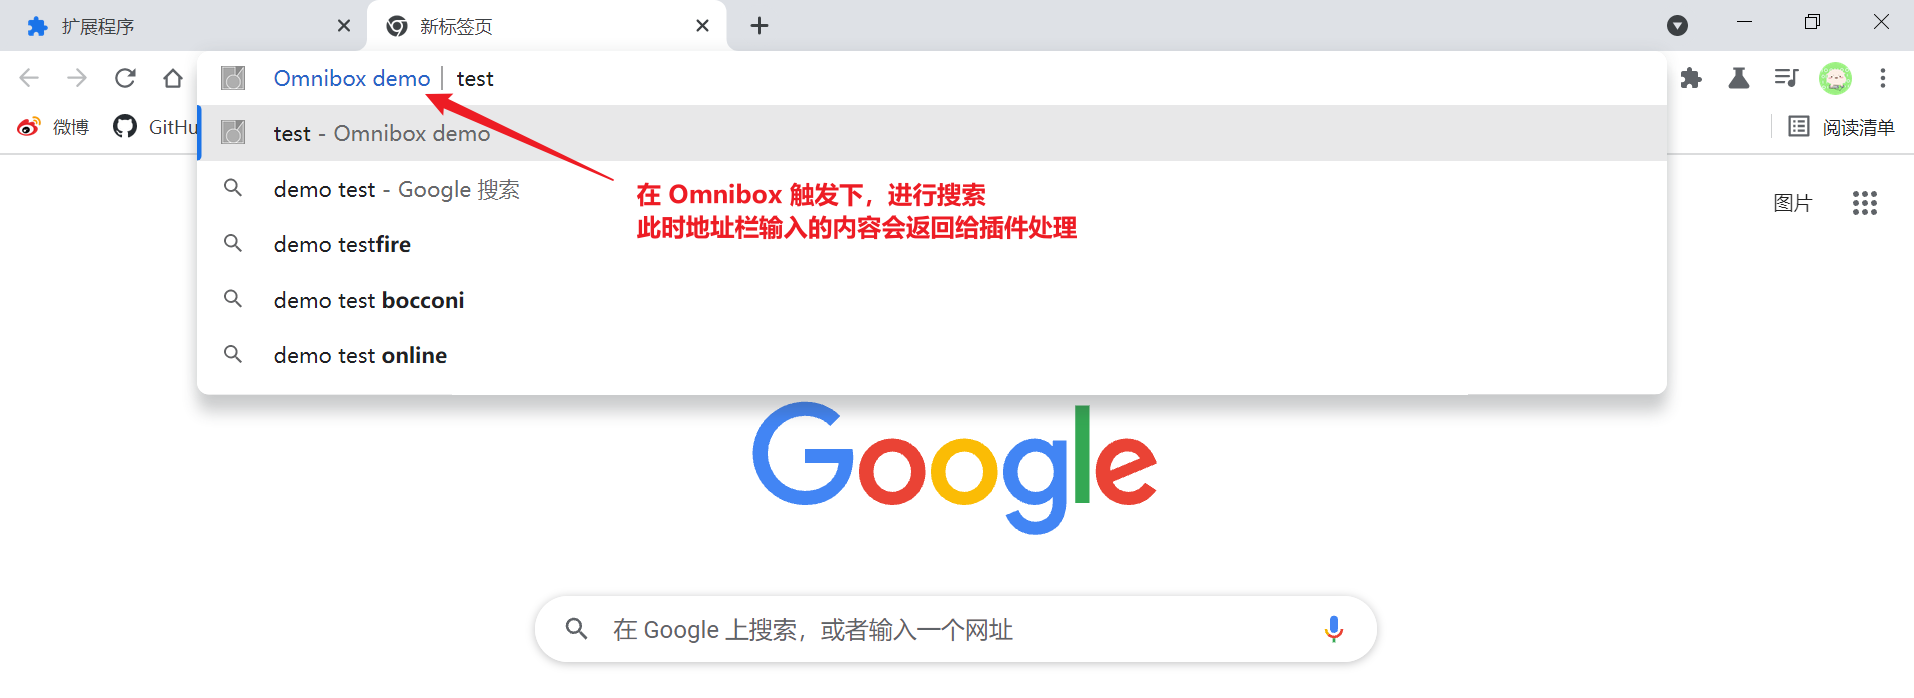 扩展程序
新标签页
Omnibox demo | test
微博
GitHu
阅读清单
test - Omnibox demo
demo test - Google 搜索
在 Omnibox 触发下，进行搜索
此时地址栏输入的内容会返回给插件处理
图片
demo testfire
demo test bocconi
demo test online
Google
在 Google 上搜索，或者输入一个网址